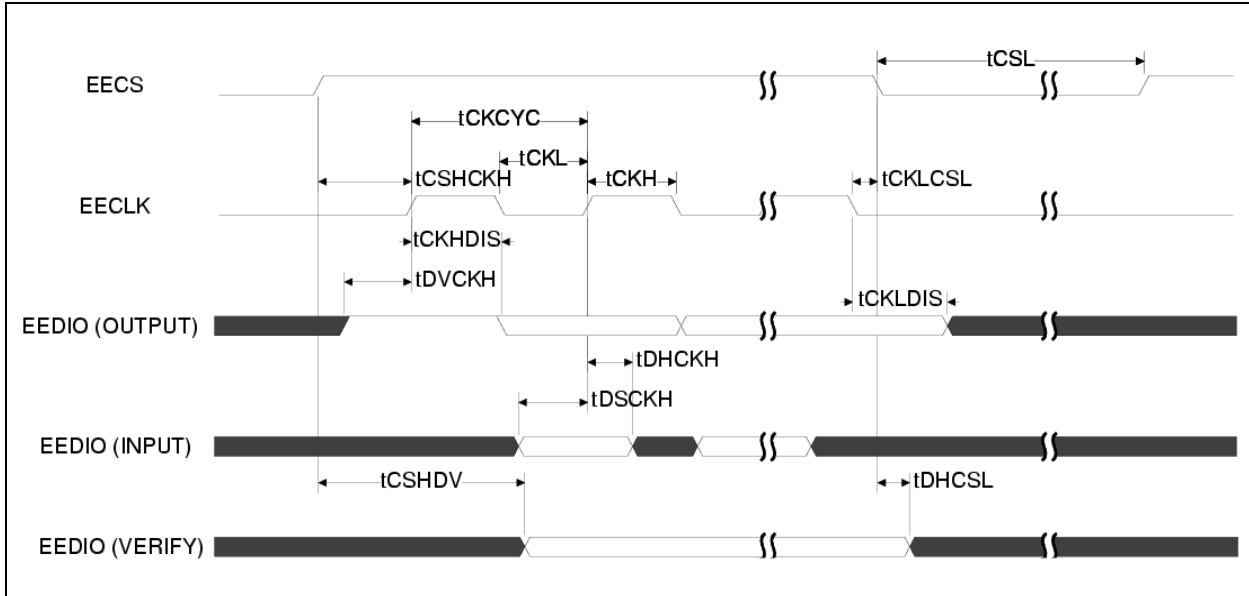 tCSL
EECS
tCKCYC
tCKL
tCSHCKH
tCKH
tCKLCSL
EECLK
tCKHDIS
tDVCKH
tCKLDIS
EEDIO (OUTPUT)
tDHCKH
tDSCKH
EEDIO (INPUT)
tCSHDV
tDHCSL
EEDIO (VERIFY)